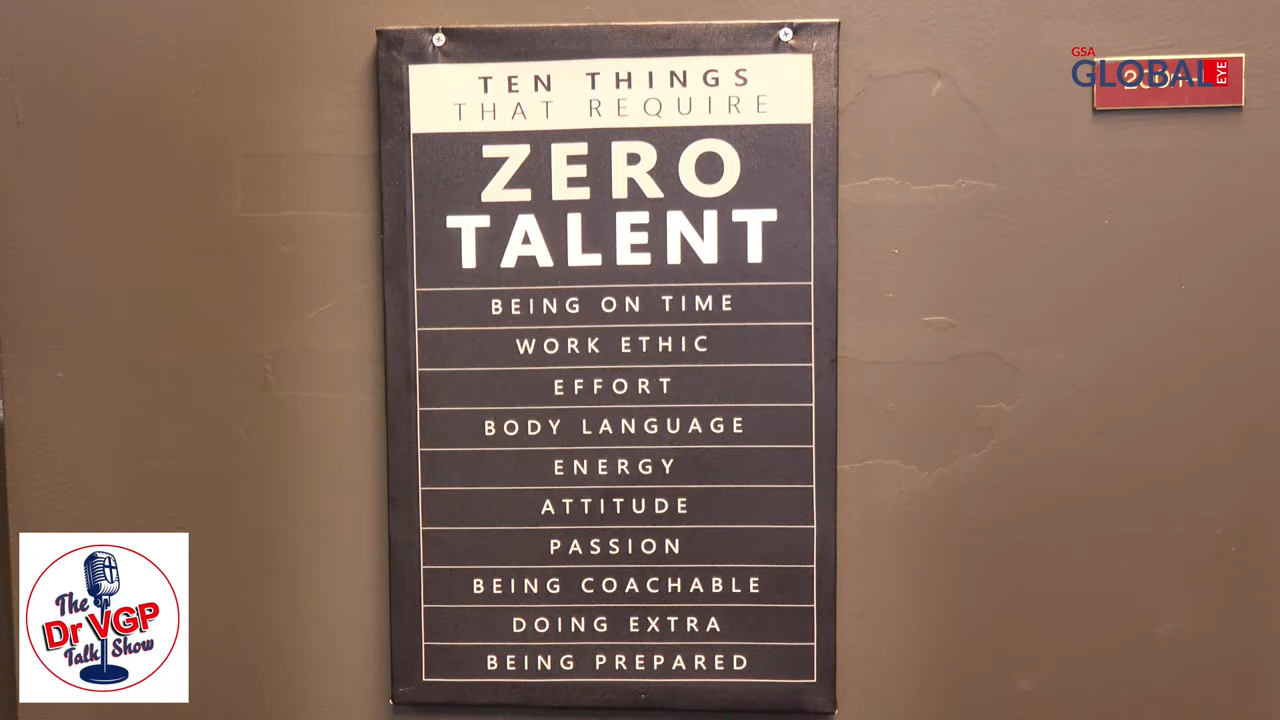 TEN THINGS
THAT REQUIRE
ZERO
TALENT
BEING ON TIME
WORK ETHIC
EFFORT
BODY LANGUAGE
ENERGY
ATTITUDE
PASSION
BEING COACHABLE
DOING EXTRA
BEING PREPARED
GSA
GLOBAL
EYE
The
Dr VGP
Talk Show